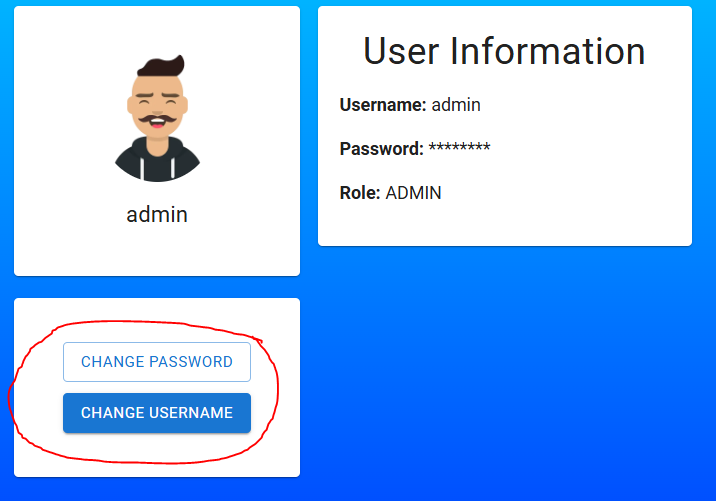 admin
User Information
Username: admin
Password: ********
Role: ADMIN
CHANGE PASSWORD
CHANGE USERNAME